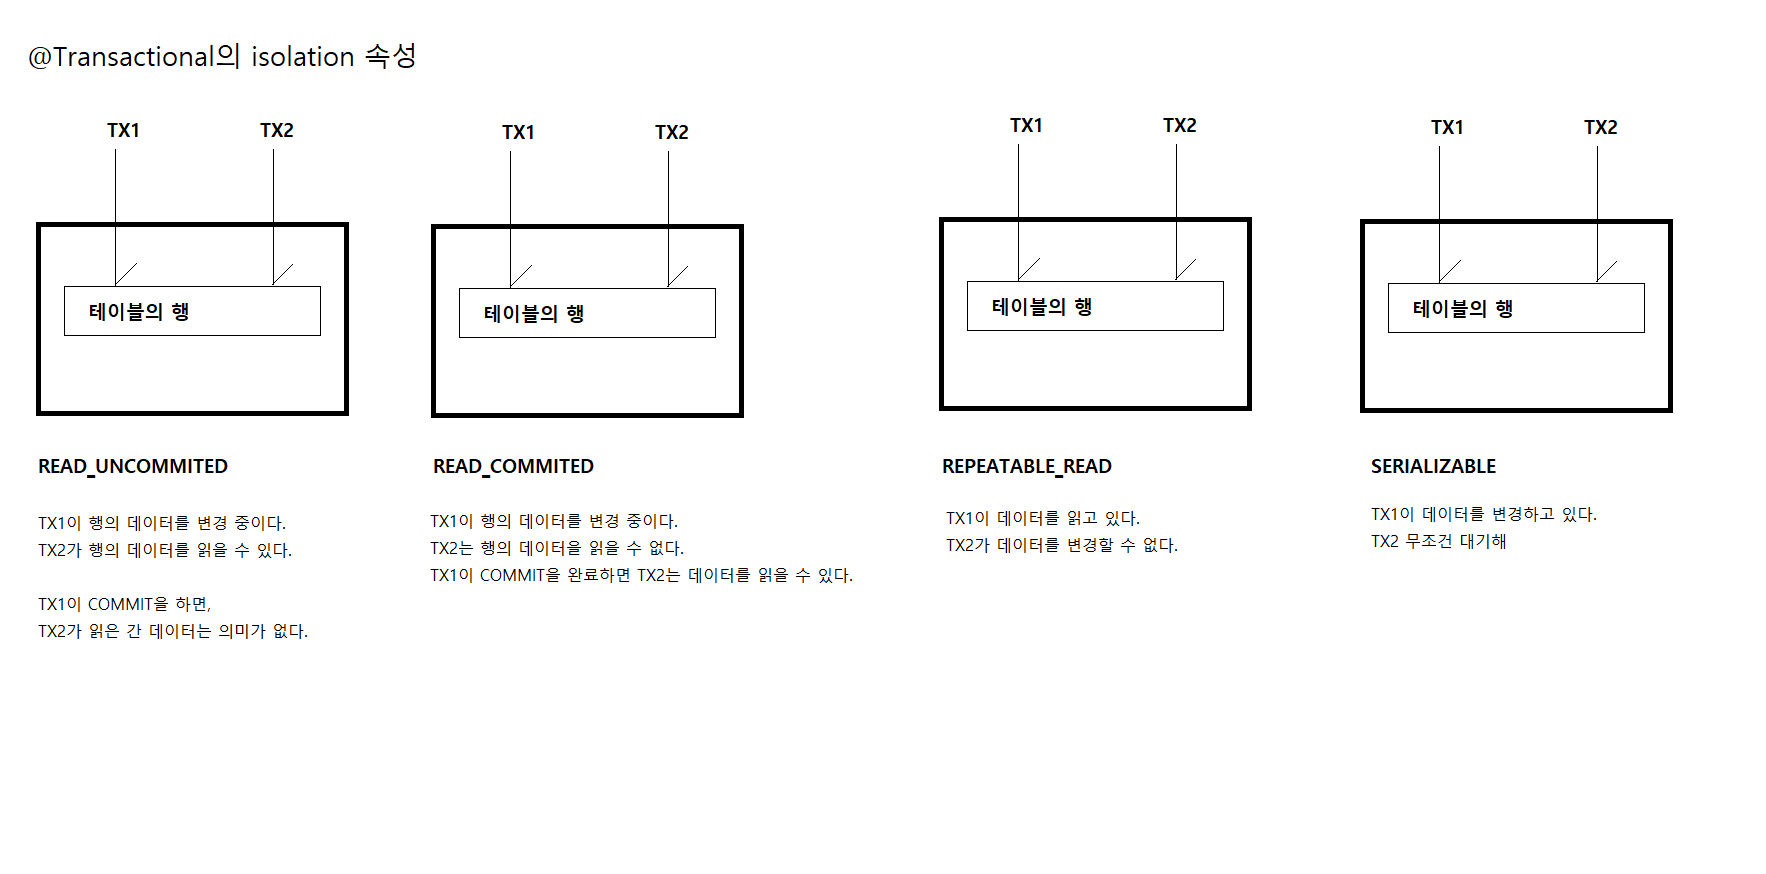 @Transactional의 isolation 속성
TX1 TX2
테이블의 행
READ_UNCOMMITED
TX1이 행의 데이터를 변경 중이다.
TX2가 행의 데이터를 읽을 수 있다.
TX1이 COMMIT을 하면,
TX2가 읽은 간 데이터는 의미가 없다.
TX1 TX2
테이블의 행
READ_COMMITED
TX1이 행의 데이터를 변경 중이다.
TX2는 행의 데이터을 읽을 수 없다.
TX1이 COMMIT을 완료하면 TX2는 데이터를 읽을 수 있다.
TX1 TX2
테이블의 행
REPEATABLE_READ
TX1이 데이터를 읽고 있다.
TX2가 데이터를 변경할 수 없다.
TX1 TX2
테이블의 행
SERIALIZABLE
TX1이 데이터를 변경하고 있다.
TX2 무조건 대기해